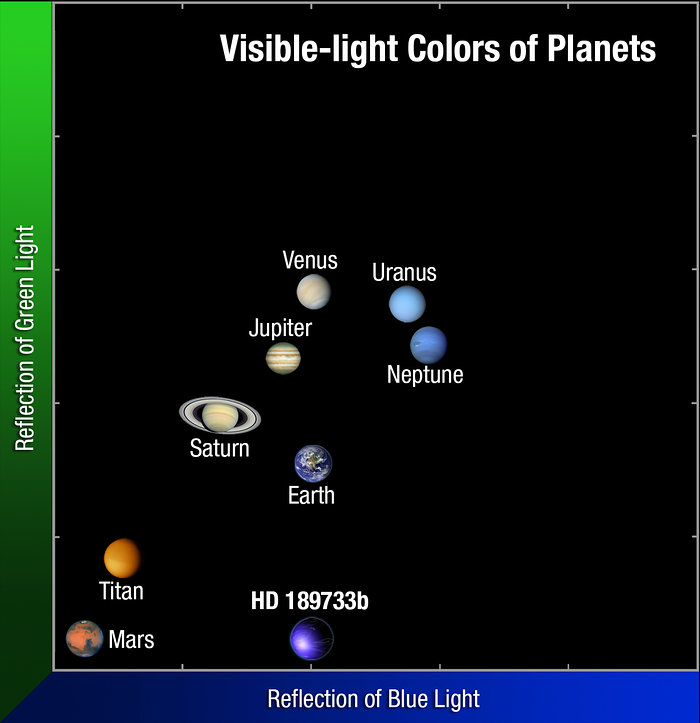 Visible-light Colors of Planets
Reflection of Green Light
Venus
Uranus
Jupiter
Neptune
Saturn
Earth
Titan
HD 189733b
Mars
Reflection of Blue Light